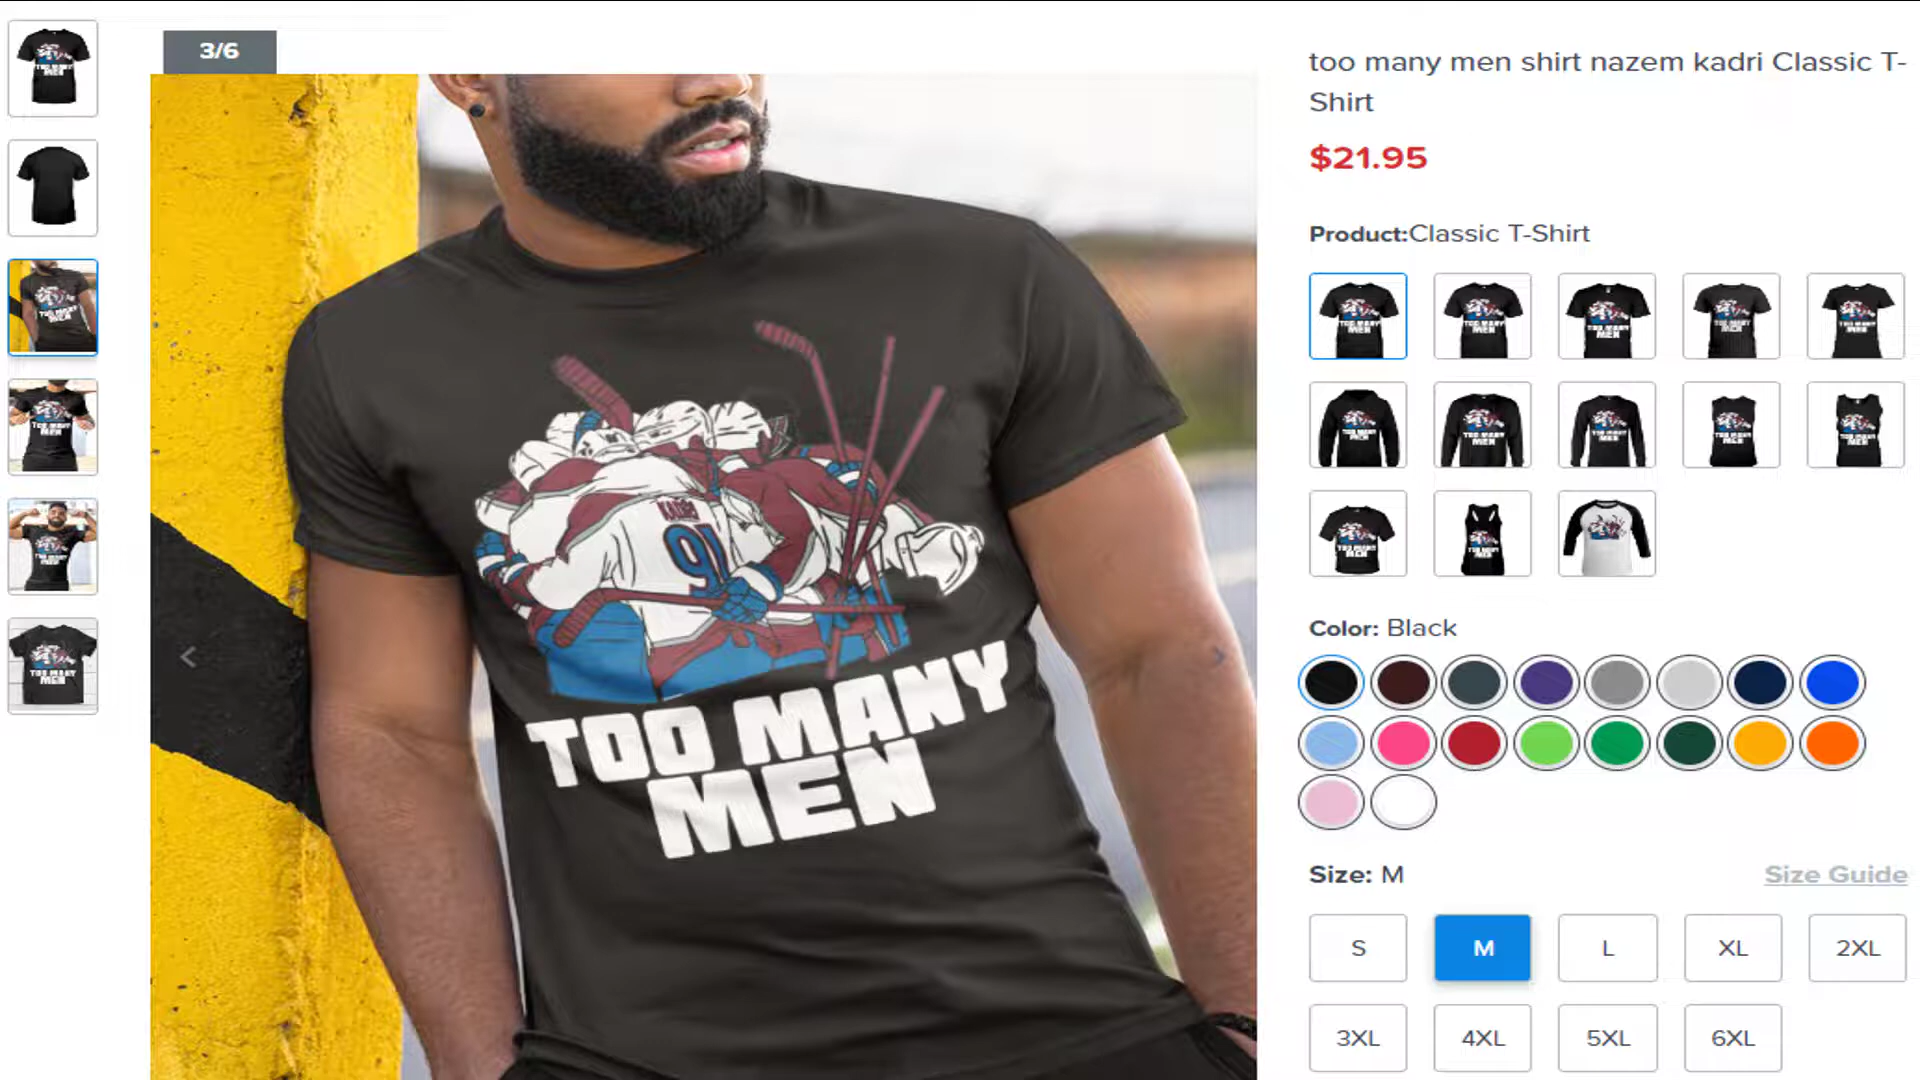 3/6
KADRI
91
TOO MANY
MEN
too many men shirt nazem kadri Classic T-
Shirt
$21.95
Product:Classic T-Shirt
Color: Black
Size: M
Size Guide
S
M
L
XL
2XL
3XL
4XL
5XL
6XL